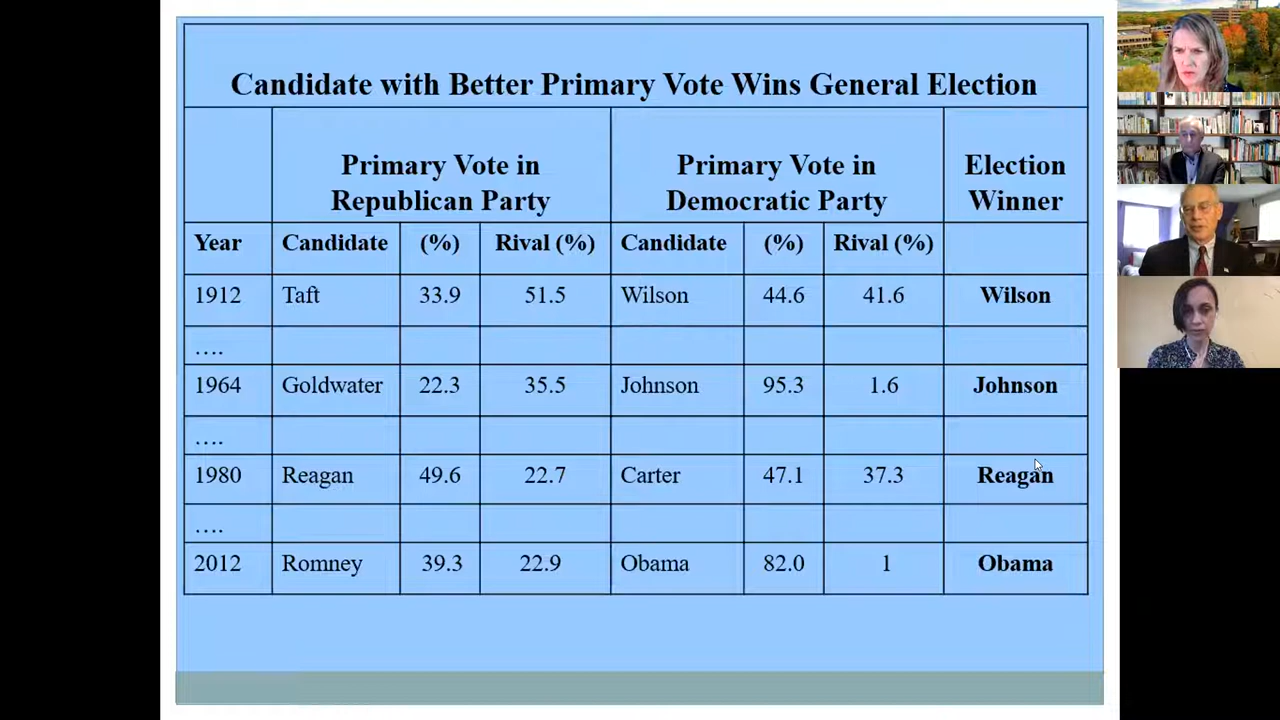 Candidate with Better Primary Vote Wins General Election
Primary Vote in Republican Party Primary Vote in Democratic Party Election Winner
Year Candidate (%) Rival (%) Candidate (%) Rival (%)
1912 Taft 33.9 51.5 Wilson 44.6 41.6 Wilson
....
1964 Goldwater 22.3 35.5 Johnson 95.3 1.6 Johnson
....
1980 Reagan 49.6 22.7 Carter 47.1 37.3 Reagan
....
2012 Romney 39.3 22.9 Obama 82.0 1 Obama